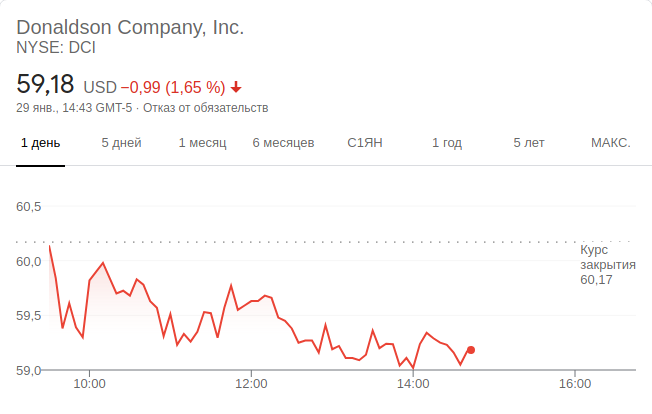 Donaldson Company, Inc.
NYSE: DCI
59,18 USD −0,99 (1,65 %)
29 янв., 14:43 GMT-5 · Отказ от обязательств
1 день 5 дней 1 месяц 6 месяцев С1ЯН 1 год 5 лет МАКС.
60,5
Курс
закрытия
60,17
60,0
59,5
59,0
10:00 12:00 14:00 16:00